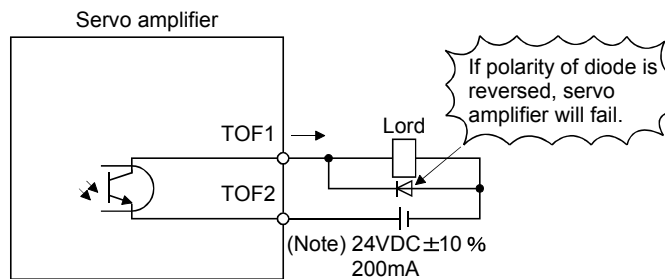 Servo amplifier
If polarity of diode is
reversed, servo
amplifier will fail.
TOF1
Lord
TOF2
(Note) 24VDC±10 %
200mA